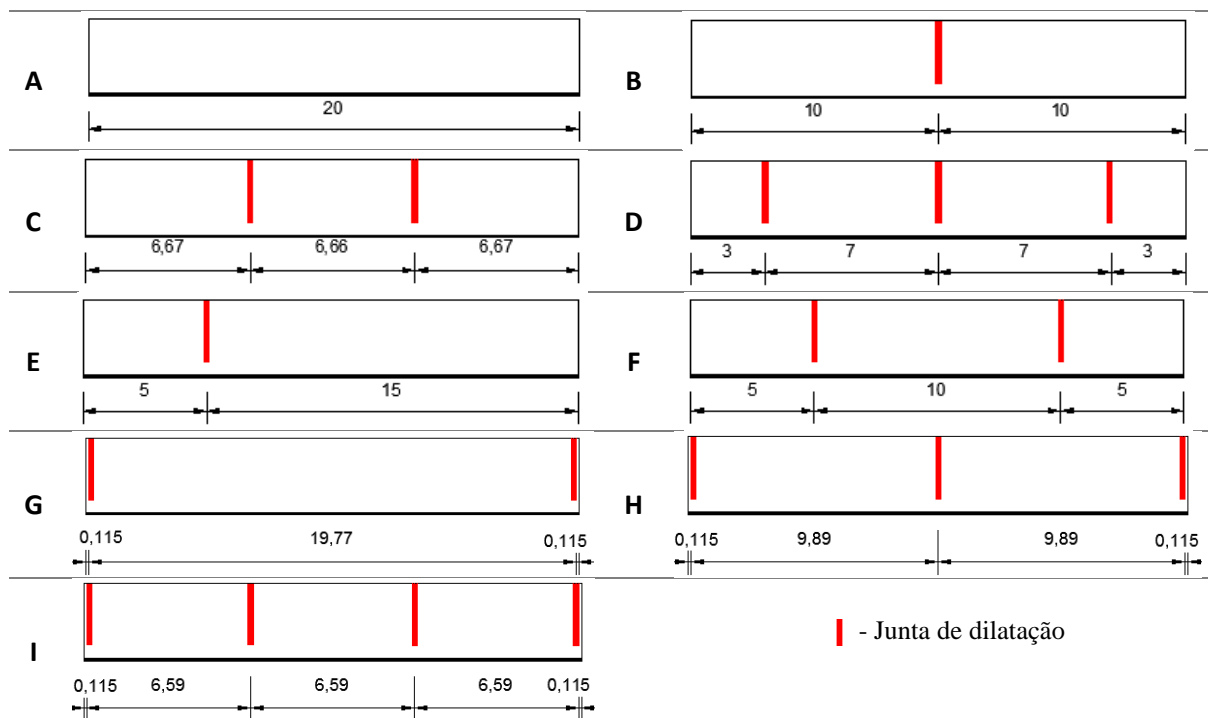 A
20
B
10 10
C
6,67 6,66 6,67
D
3 7 7 3
E
5 15
F
5 10 5
G
0,115 19,77 0,115
H
0,115 9,89 9,89 0,115
I
0,115 6,59 6,59 6,59 0,115
- Junta de dilatação